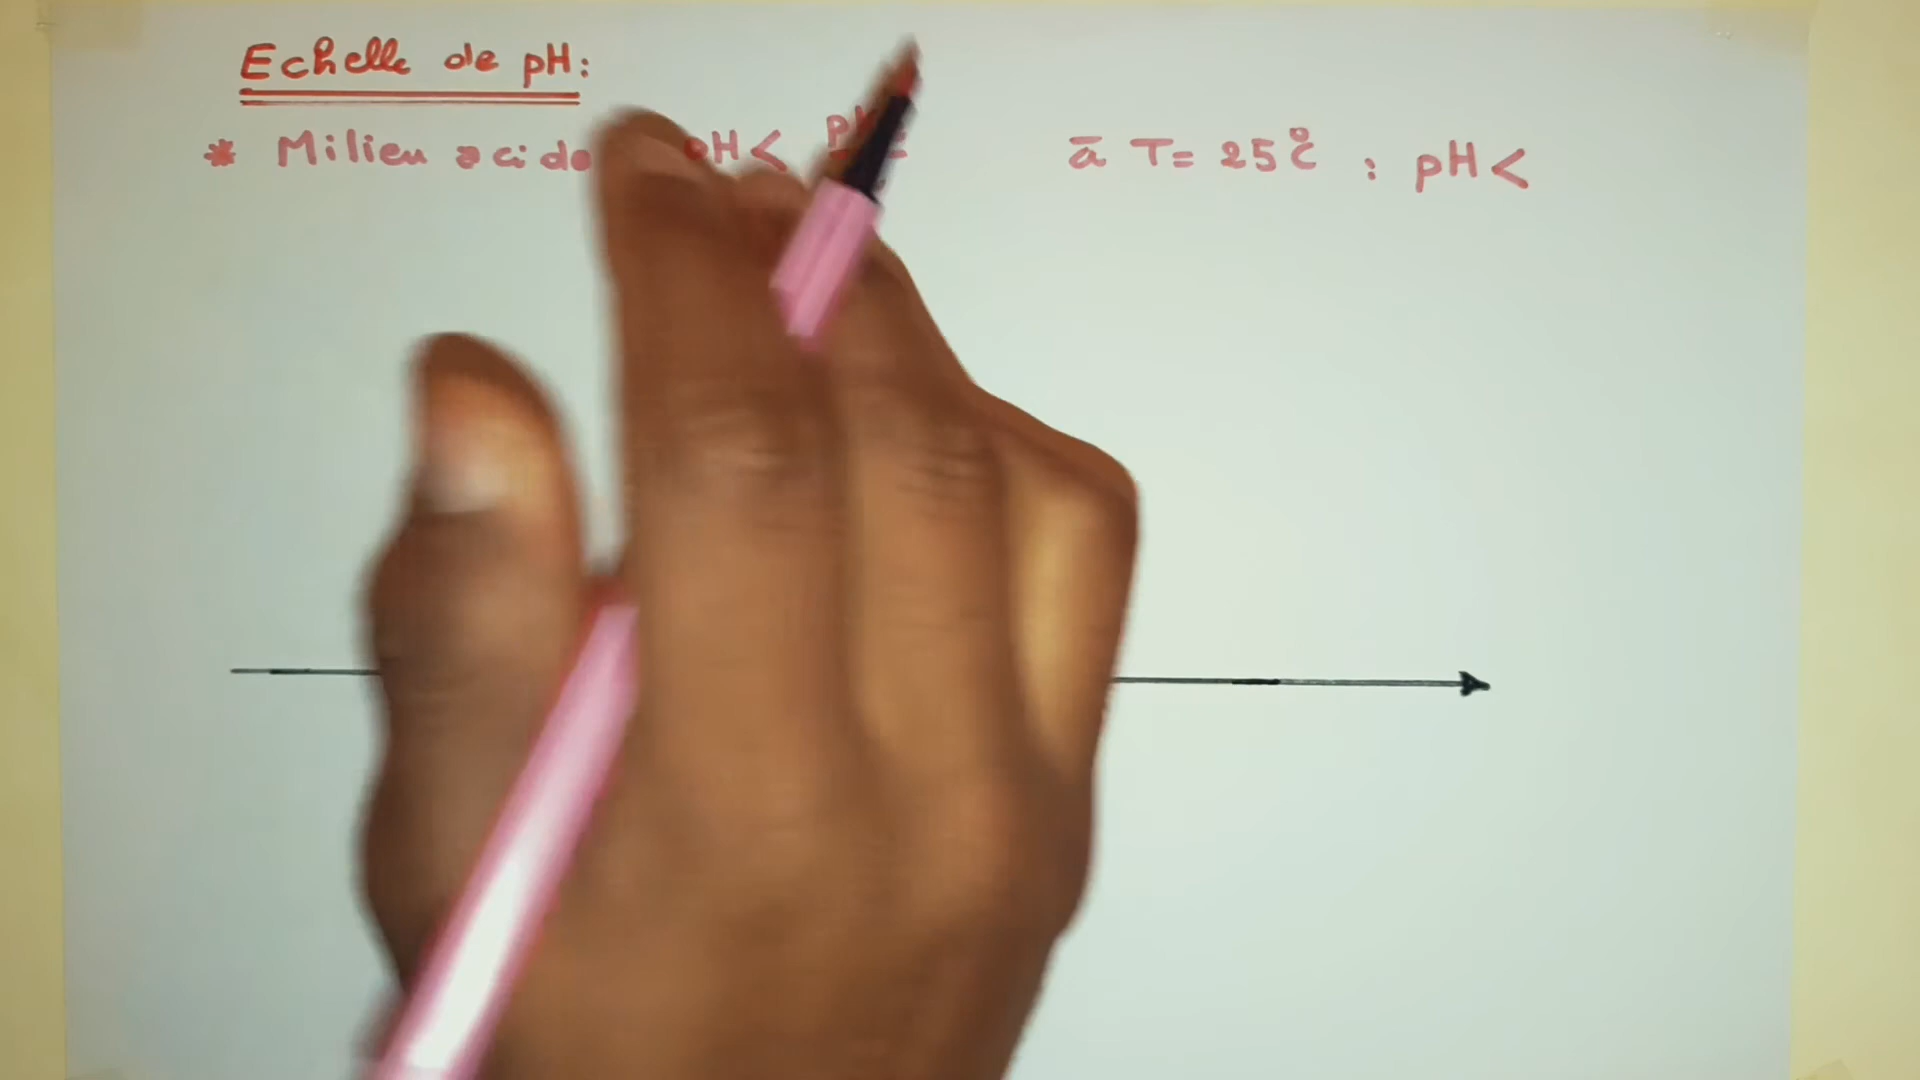 Echelle de pH:
* Milieu acide pH < à T= 25°C : pH <